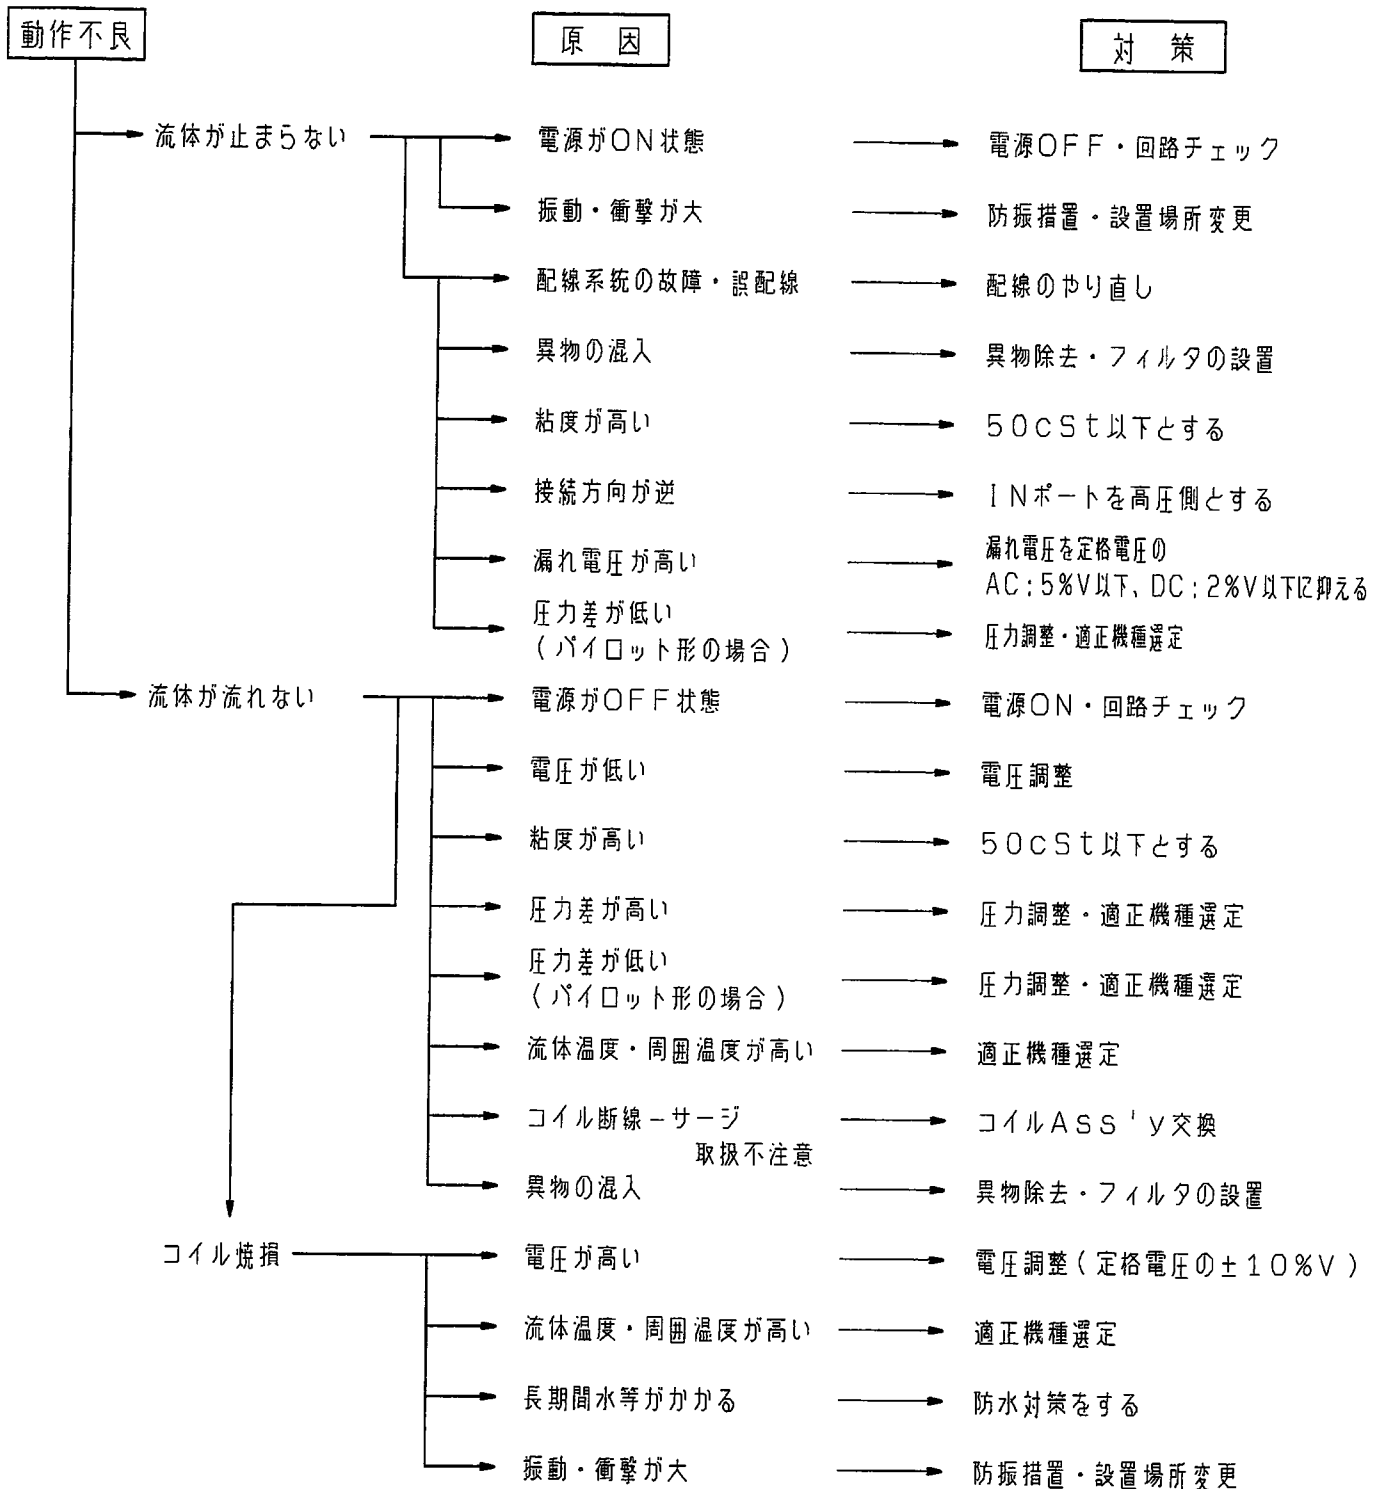 動作不良
原 因
対 策
流体が止まらない
電源がON状態
電源OFF・回路チェック
振動・衝撃が大
防振措置・設置場所変更
配線系統の故障・誤配線
配線のやり直し
異物の混入
異物除去・フィルタの設置
粘度が高い
50cSt以下とする
接続方向が逆
INポートを高圧側とする
漏れ電圧が高い
漏れ電圧を定格電圧の
AC:5%V以下、DC:2%V以下に抑える
圧力差が低い
(パイロット形の場合)
圧力調整・適正機種選定
流体が流れない
電源がOFF状態
電源ON・回路チェック
電圧が低い
電圧調整
粘度が高い
50cSt以下とする
圧力差が高い
圧力調整・適正機種選定
圧力差が低い
(パイロット形の場合)
圧力調整・適正機種選定
流体温度・周囲温度が高い
適正機種選定
コイル断線-サージ
取扱不注意
コイルAss'y交換
異物の混入
異物除去・フィルタの設置
コイル焼損
電圧が高い
電圧調整(定格電圧の±10%V)
流体温度・周囲温度が高い
適正機種選定
長期間水等がかかる
防水対策をする
振動・衝撃が大
防振措置・設置場所変更